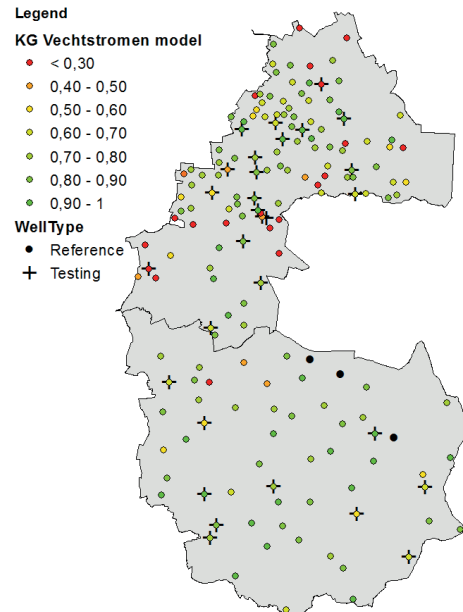 Legend
KG Vechtstromen model
< 0,30
0,40 - 0,50
0,50 - 0,60
0,60 - 0,70
0,70 - 0,80
0,80 - 0,90
0,90 - 1
WellType
Reference
Testing